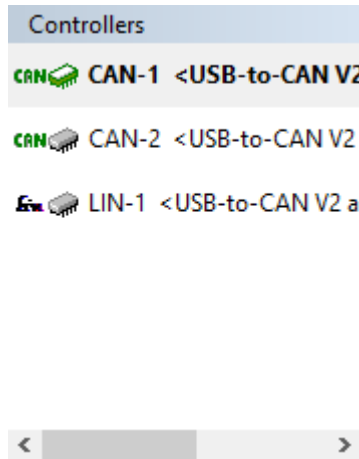 Controllers
CAN CAN-1 <USB-to-CAN V2
CAN CAN-2 <USB-to-CAN V2
LIN-1 <USB-to-CAN V2 a